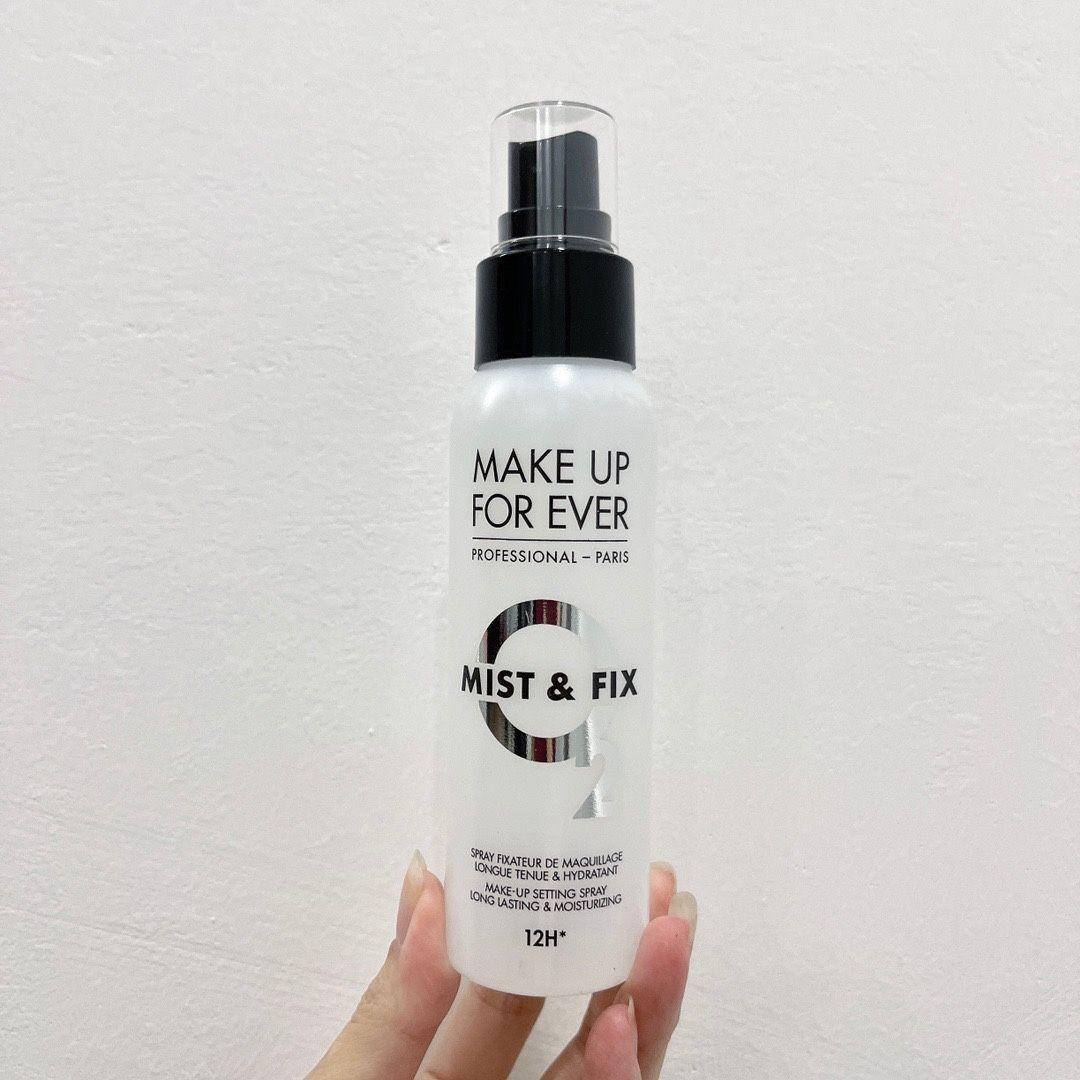 MAKE UP
FOR EVER
PROFESSIONAL – PARIS
O2
MIST & FIX
SPRAY FIXATEUR DE MAQUILLAGE
LONGUE TENUE & HYDRATANT
MAKE-UP SETTING SPRAY
LONG LASTING & MOISTURIZING
12H*